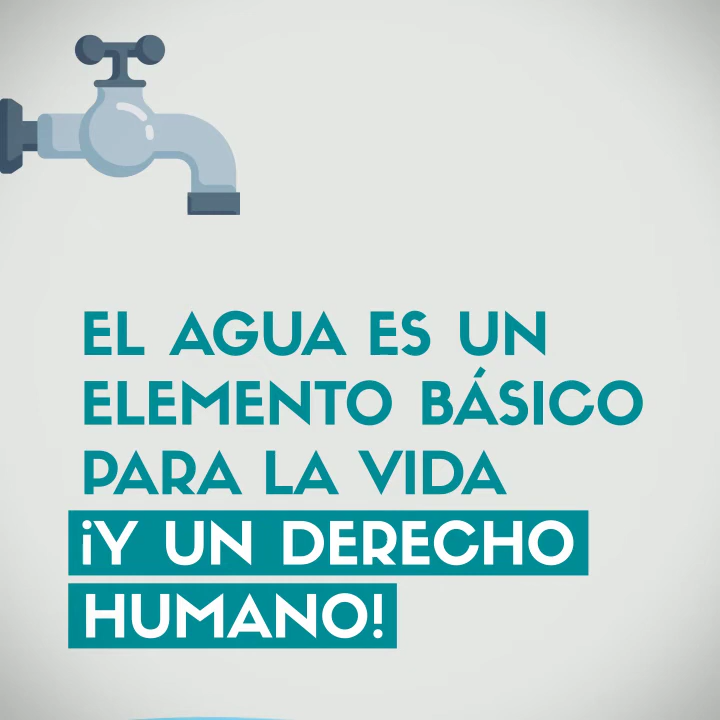 EL AGUA ES UN
ELEMENTO BÁSICO
PARA LA VIDA
¡Y UN DERECHO
HUMANO!